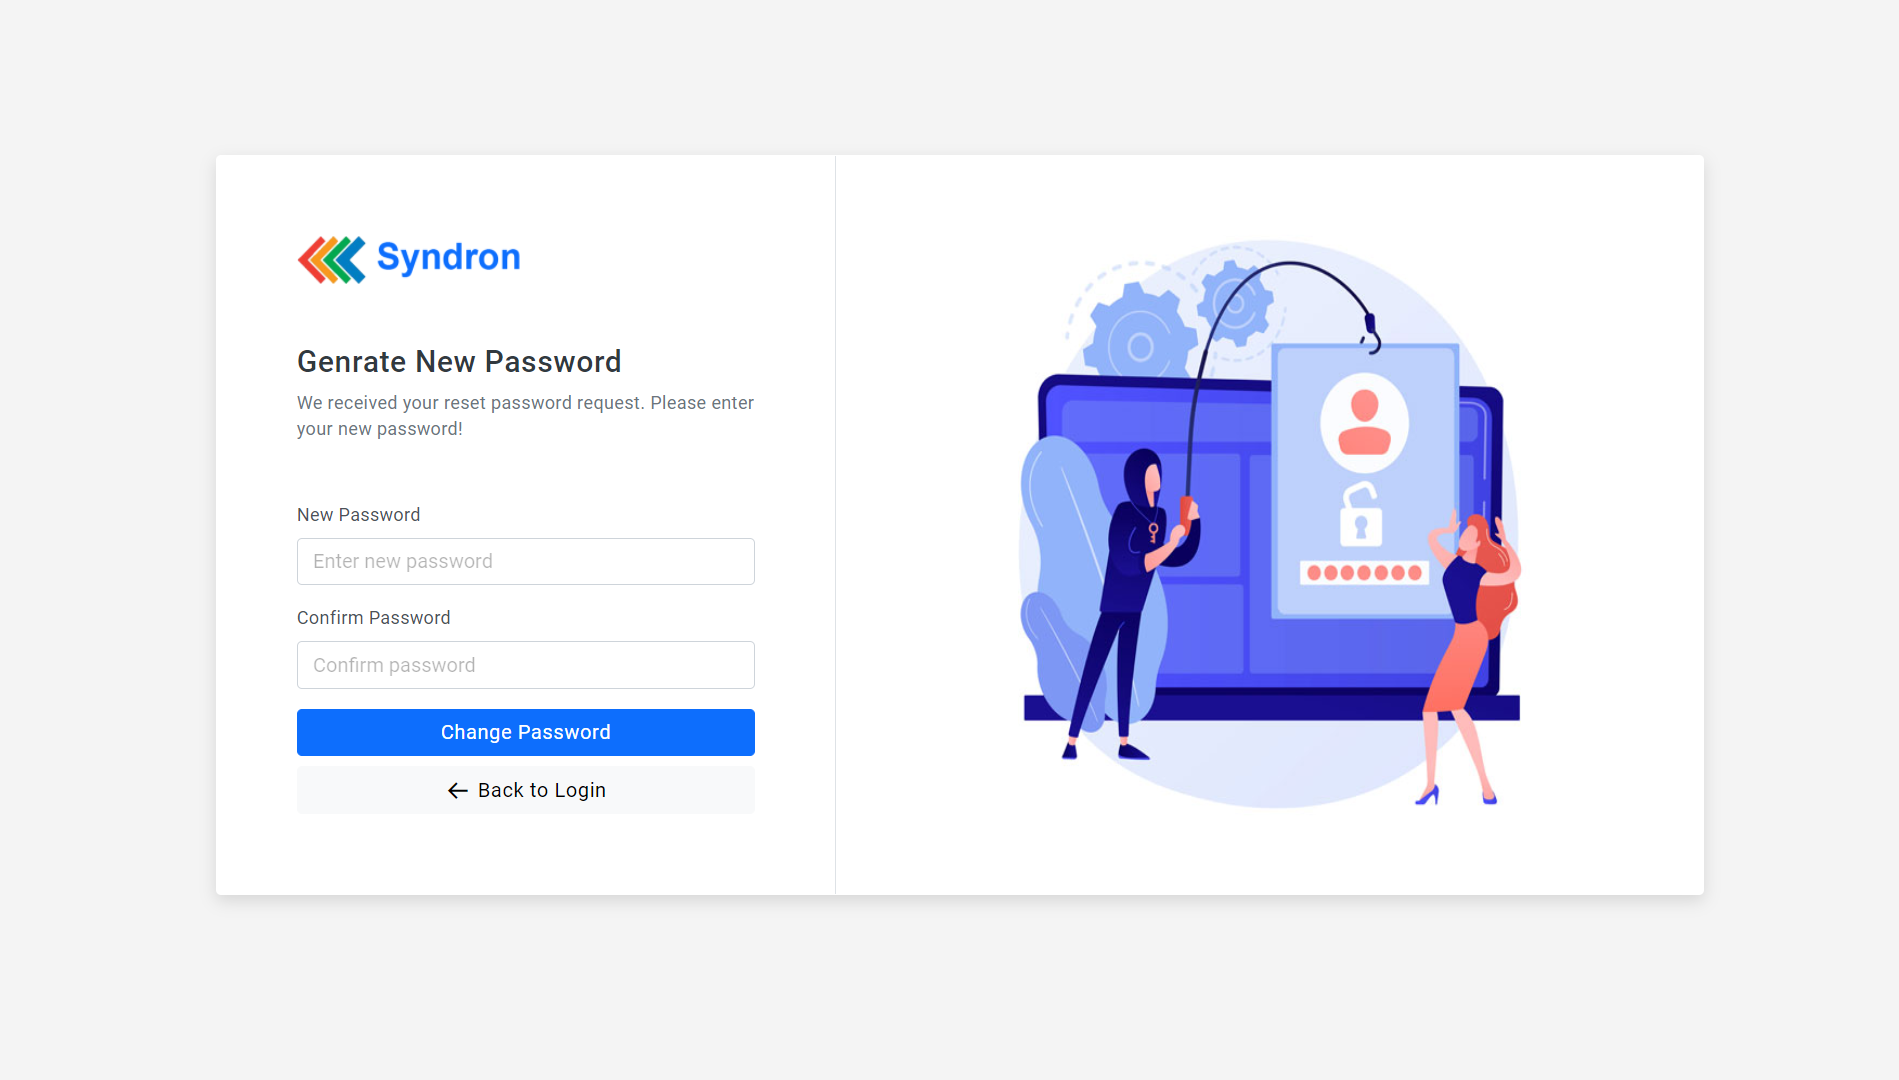 Syndron
Genrate New Password
We received your reset password request. Please enter
your new password!
New Password
Enter new password
Confirm Password
Confirm password
Change Password
Back to Login